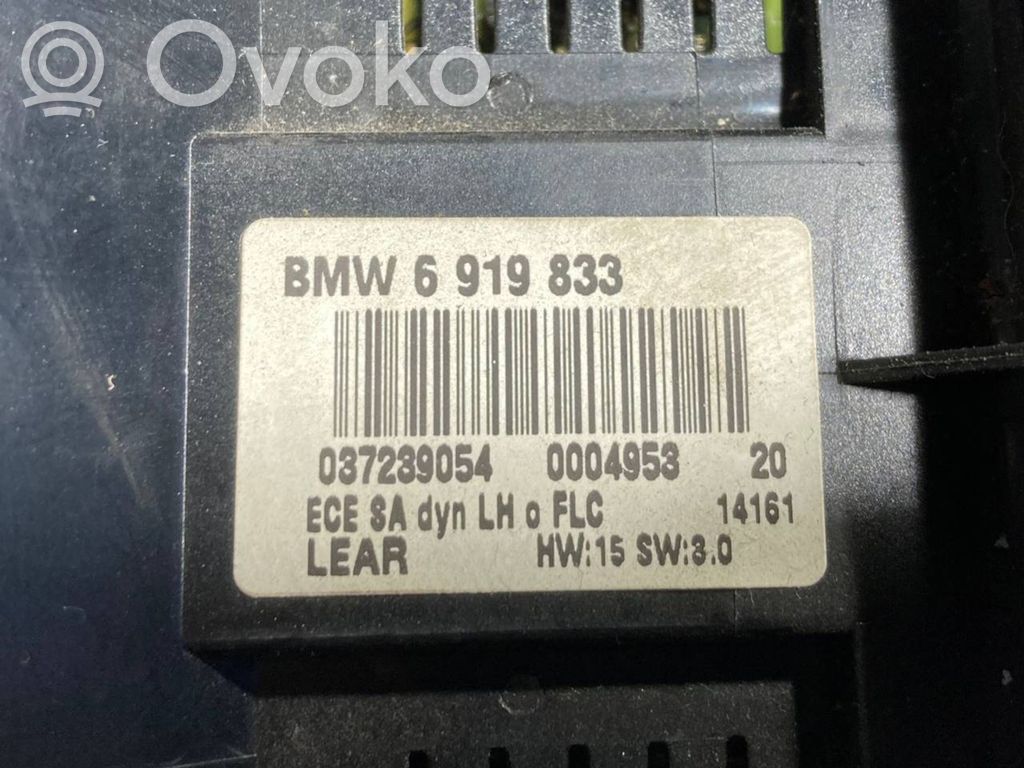 Ovoko
BMW 6 919 833
037239054 0004953 20
ECE SA dyn LH o FLC 14161
LEAR HW:15 SW:3.0